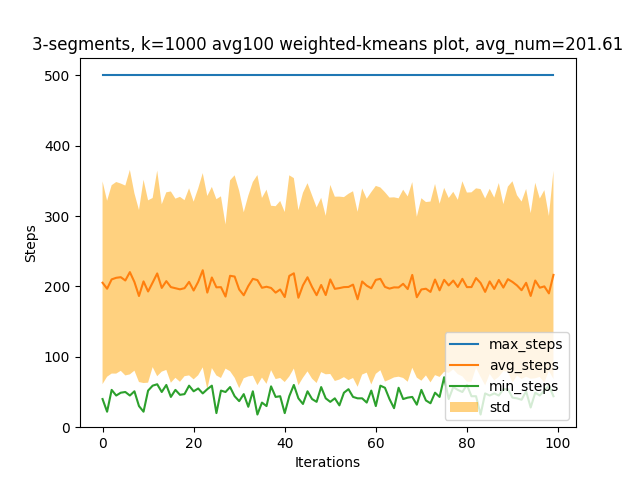 3-segments, k=1000 avg100 weighted-kmeans plot, avg_num=201.61
500
400
300
200
100
0
Steps
0
20
40
60
80
100
Iterations
max_steps
avg_steps
min_steps
std